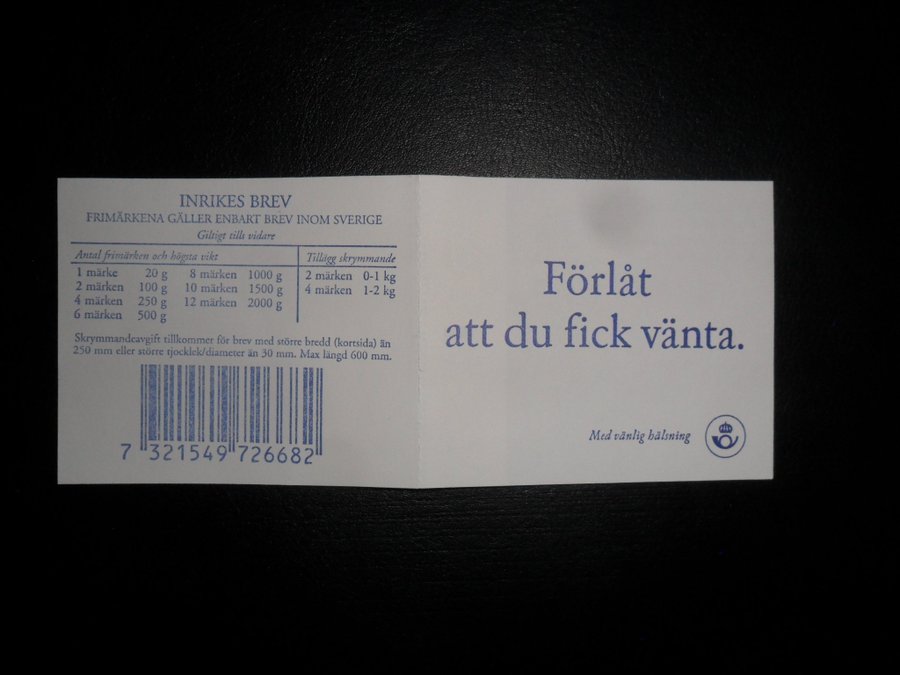 INRIKES BREV
FRIMÄRKENA GÄLLER ENBART BREV INOM SVERIGE
Giltigt tills vidare
Antal frimärken och högsta vikt
1 märke 20 g 8 märken 1000 g
2 märken 100 g 10 märken 1500 g
4 märken 250 g 12 märken 2000 g
6 märken 500 g
Tillägg skrymmande
2 märken 0-1 kg
4 märken 1-2 kg
Skrymmandeavgift tillkommer för brev med större bredd (kortsida) än
250 mm eller större tjocklek/diameter än 30 mm. Max längd 600 mm.
7 321549 726682
Förlåt
att du fick vänta.
Med vänlig hälsning